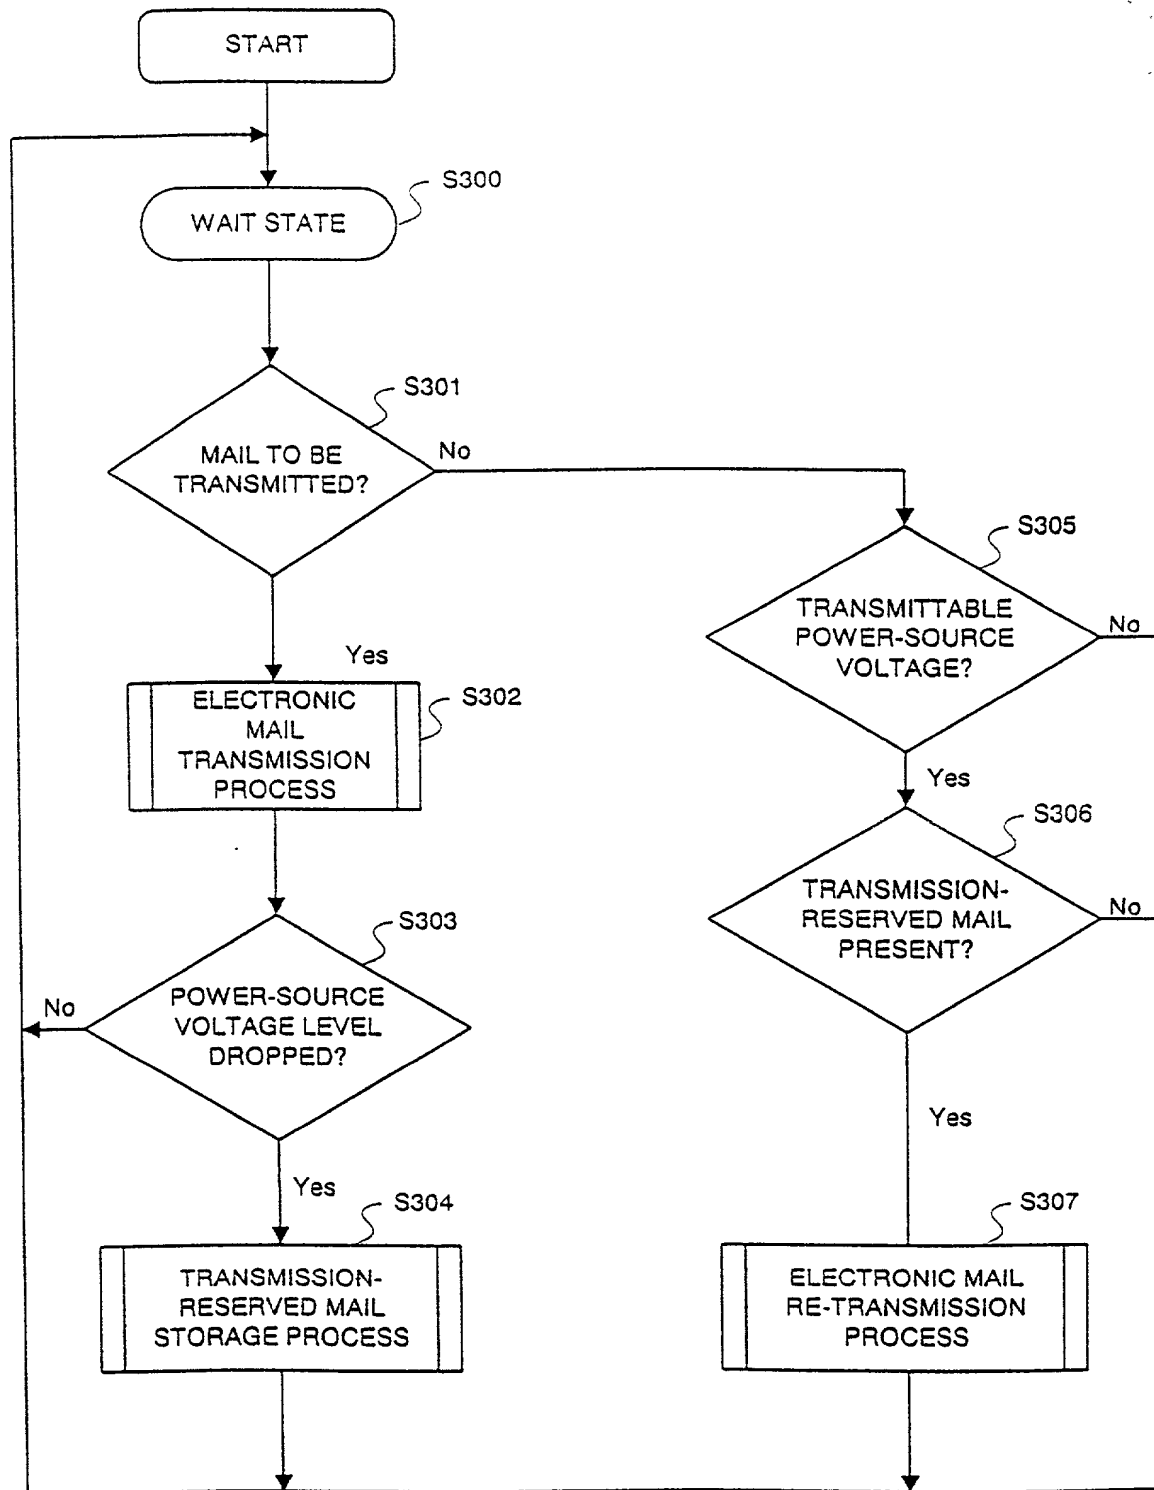 START
S300
WAIT STATE
S301
MAIL TO BE
TRANSMITTED?
No
Yes
S302
ELECTRONIC
MAIL
TRANSMISSION
PROCESS
S303
POWER-SOURCE
VOLTAGE LEVEL
DROPPED?
No
Yes
S304
TRANSMISSION-
RESERVED MAIL
STORAGE PROCESS
S305
TRANSMITTABLE
POWER-SOURCE
VOLTAGE?
No
Yes
S306
TRANSMISSION-
RESERVED MAIL
PRESENT?
No
Yes
S307
ELECTRONIC MAIL
RE-TRANSMISSION
PROCESS